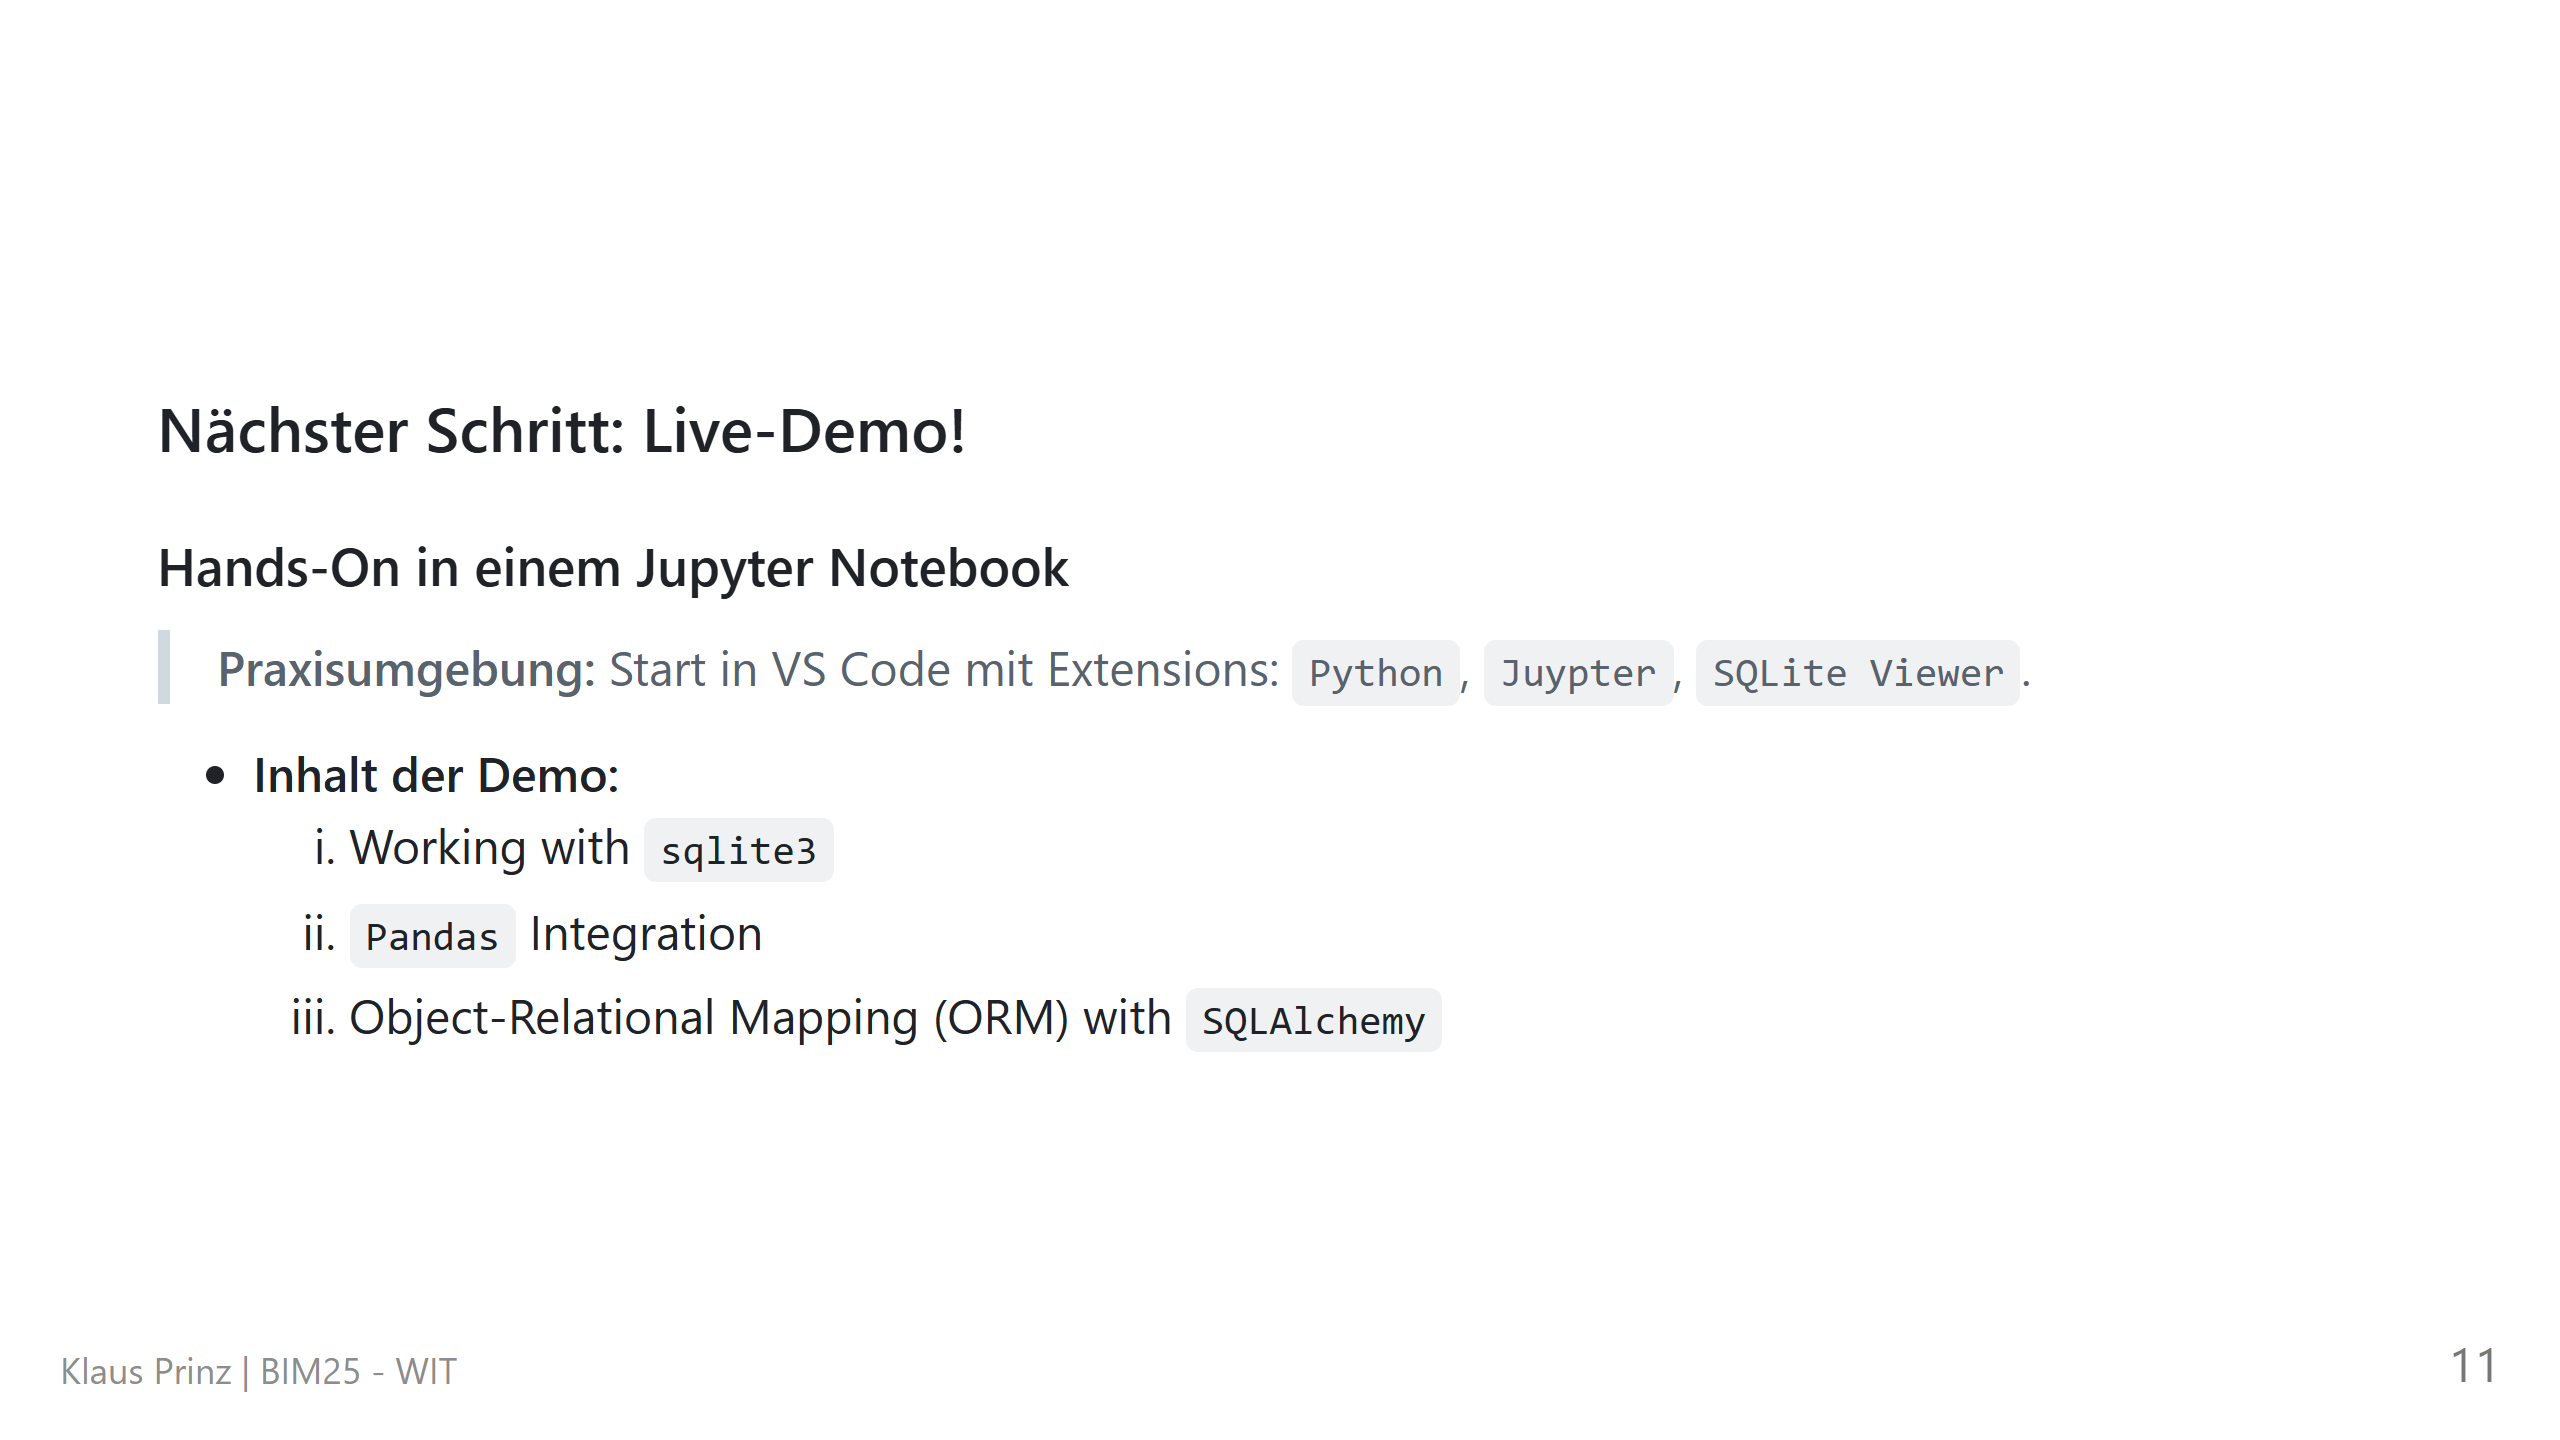 Nächster Schritt: Live-Demo!
Hands-On in einem Jupyter Notebook
Praxisumgebung: Start in VS Code mit Extensions: Python, Juypter, SQLite Viewer.
• Inhalt der Demo:
i. Working with sqlite3
ii. Pandas Integration
iii. Object-Relational Mapping (ORM) with SQLAlchemy
Klaus Prinz | BIM25 - WIT
11